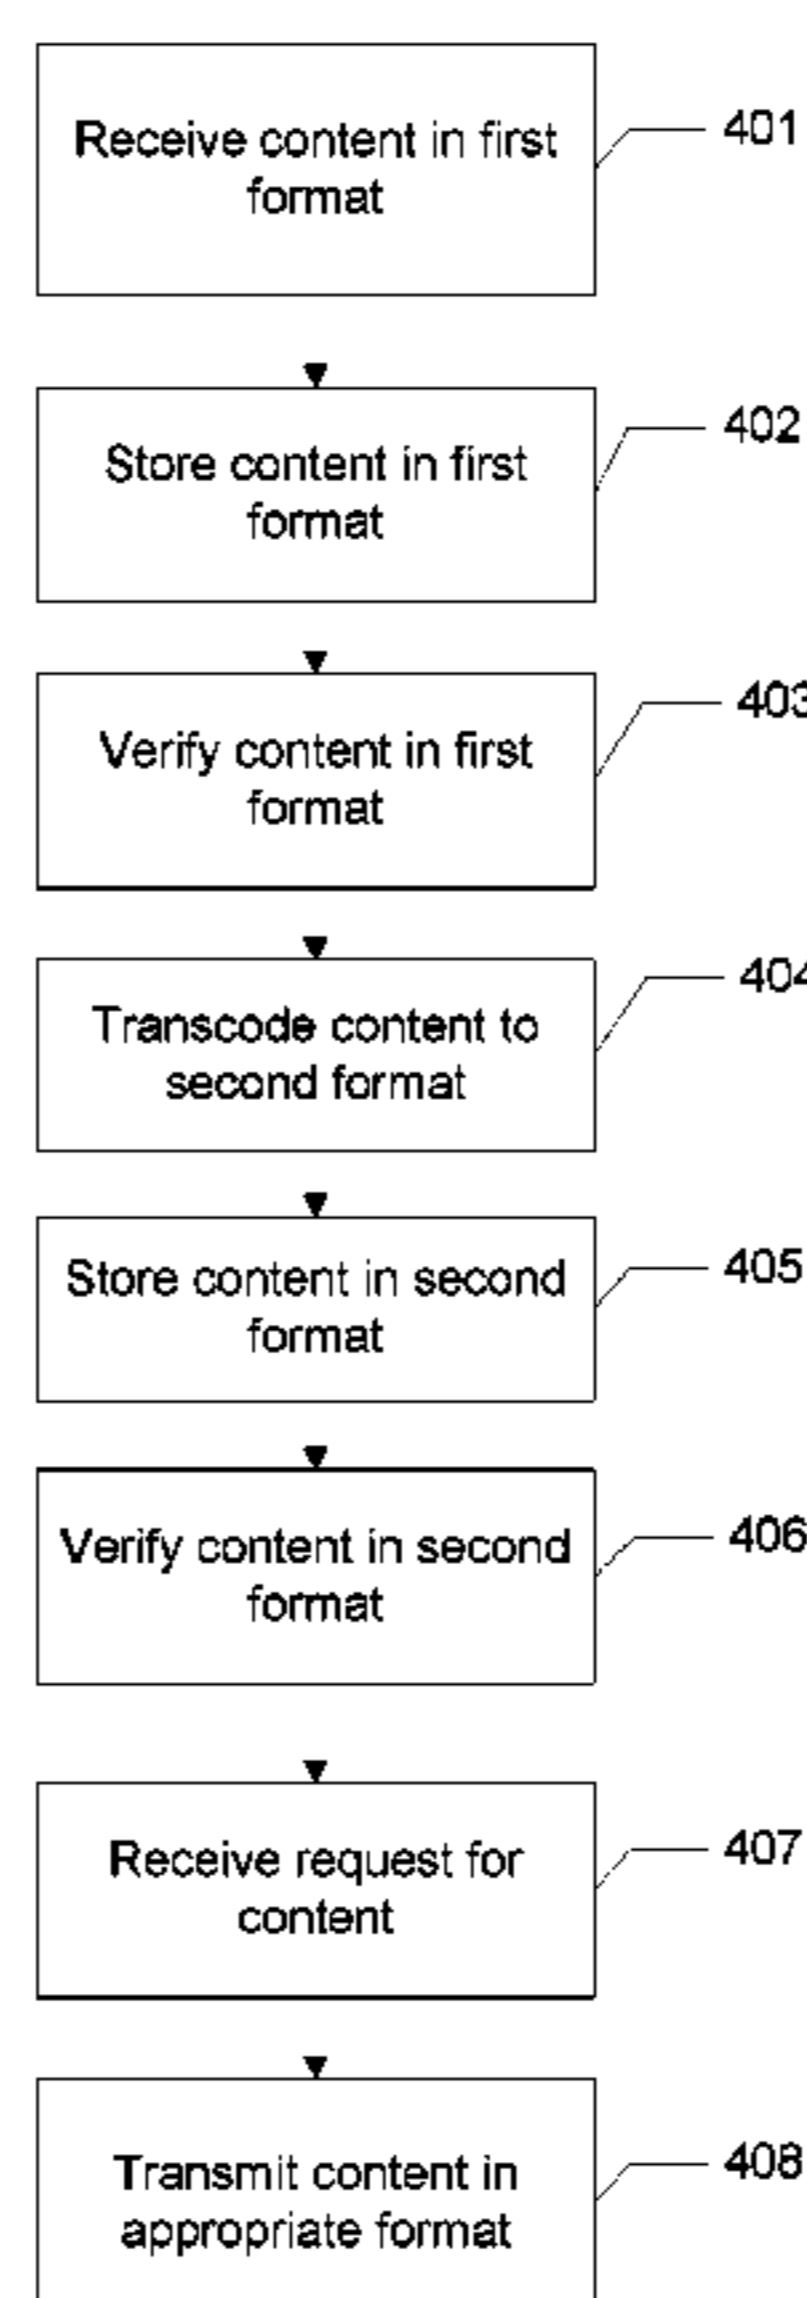 Receive content in first
format
401
Store content in first
format
402
Verify content in first
format
403
Transcode content to
second format
404
Store content in second
format
405
Verify content in second
format
406
Receive request for
content
407
Transmit content in
appropriate format
408